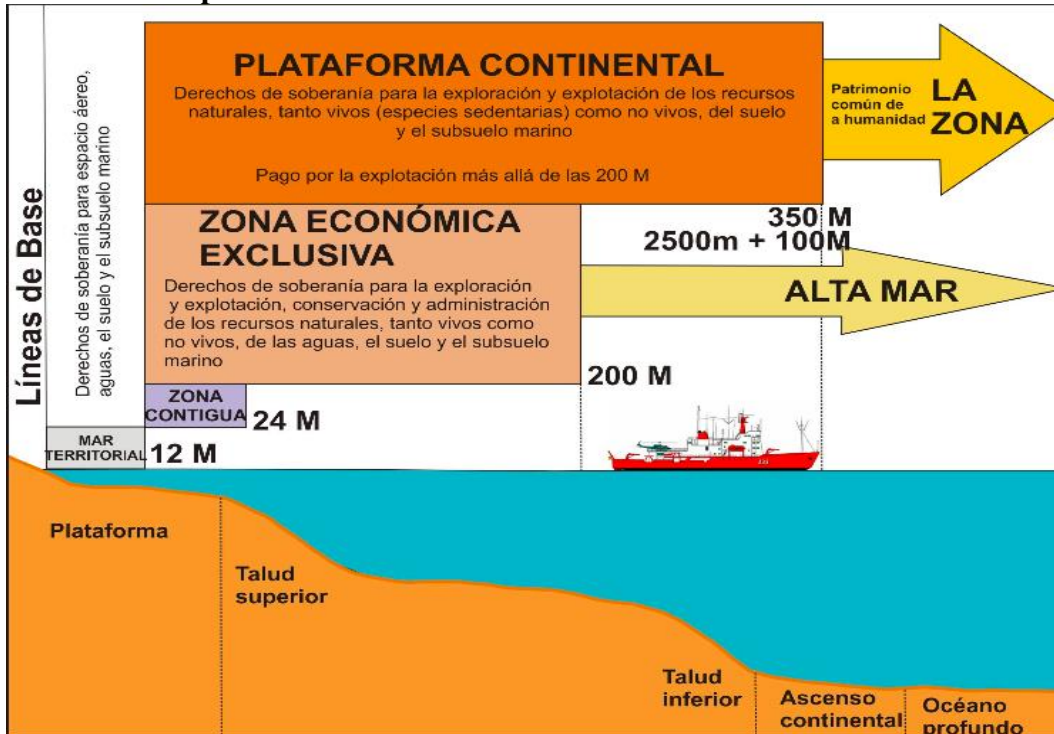 Líneas de Base
Derechos de soberanía para espacio áereo,
aguas, el suelo y el subsuelo marino
PLATAFORMA CONTINENTAL
Derechos de soberanía para la exploración y explotación de los recursos
naturales, tanto vivos (especies sedentarias) como no vivos, del suelo
y el subsuelo marino
Pago por la explotación más allá de las 200 M
Patrimonio
común de
a humanidad
LA
ZONA
ZONA ECONÓMICA
EXCLUSIVA
Derechos de soberanía para la exploración
y explotación, conservación y administración
de los recursos naturales, tanto vivos como
no vivos, de las aguas, el suelo y el subsuelo
marino
350 M
2500m + 100M
ALTA MAR
200 M
ZONA
CONTIGUA
24 M
MAR
TERRITORIAL
12 M
Plataforma
Talud
superior
Talud
inferior
Ascenso
continental
Océano
profundo